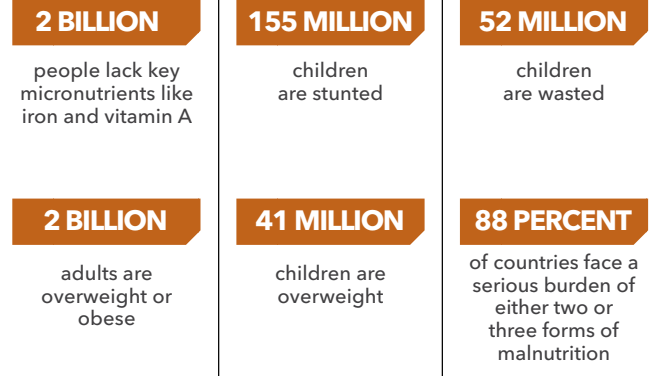 2 BILLION
people lack key
micronutrients like
iron and vitamin A
155 MILLION
children
are stunted
52 MILLION
children
are wasted
2 BILLION
adults are
overweight or
obese
41 MILLION
children are
overweight
88 PERCENT
of countries face a
serious burden of
either two or
three forms of
malnutrition